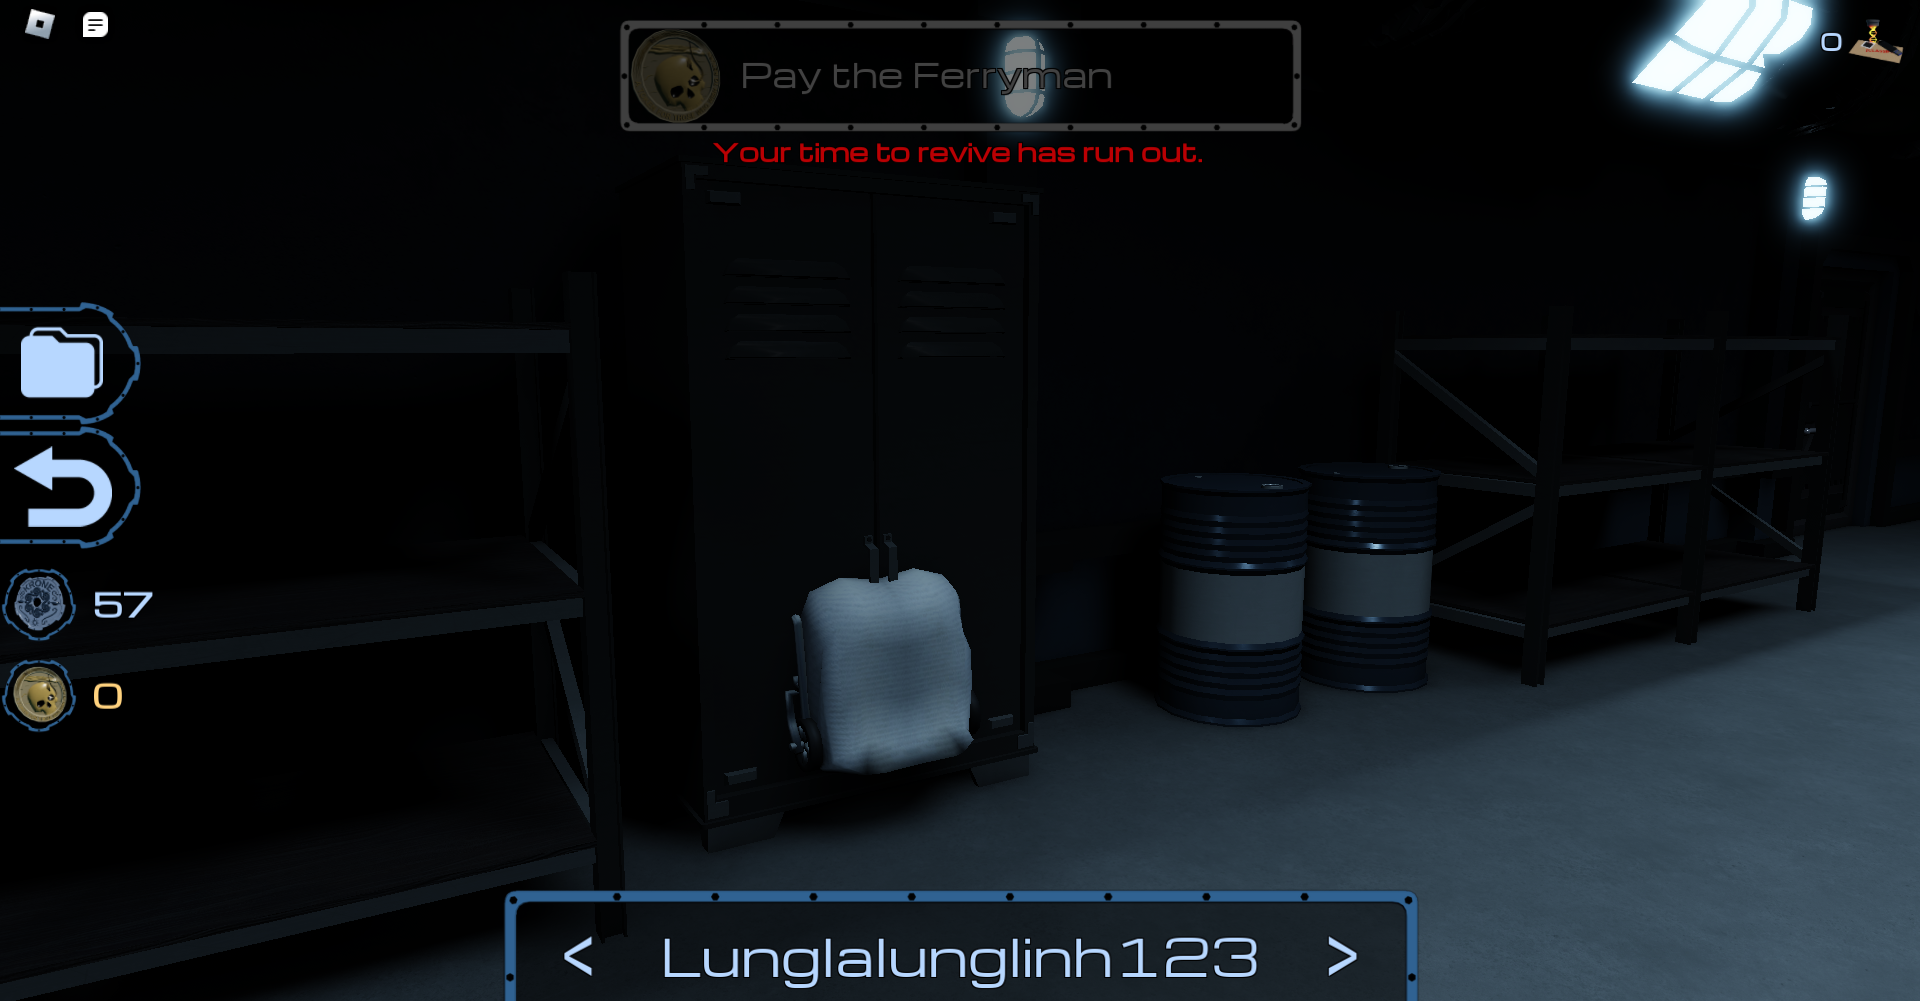 0
Pay the Ferryman
Your time to revive has run out.
57
0
< Lunglalunglinh123 >